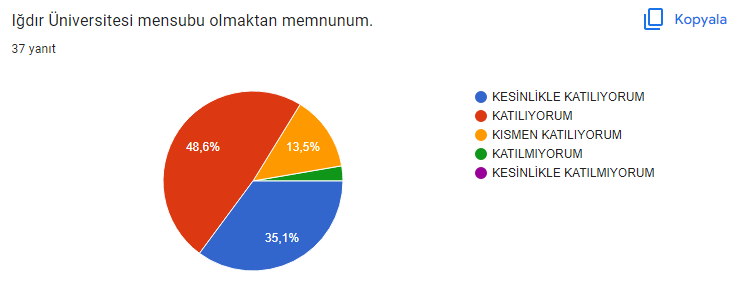 Iğdır Üniversitesi mensubu olmaktan memnunum.
Kopyala
37 yanıt
KESİNLİKLE KATILIYORUM
KATILIYORUM
KISMEN KATILIYORUM
KATILMIYORUM
KESİNLİKLE KATILMIYORUM
48,6%
13,5%
35,1%